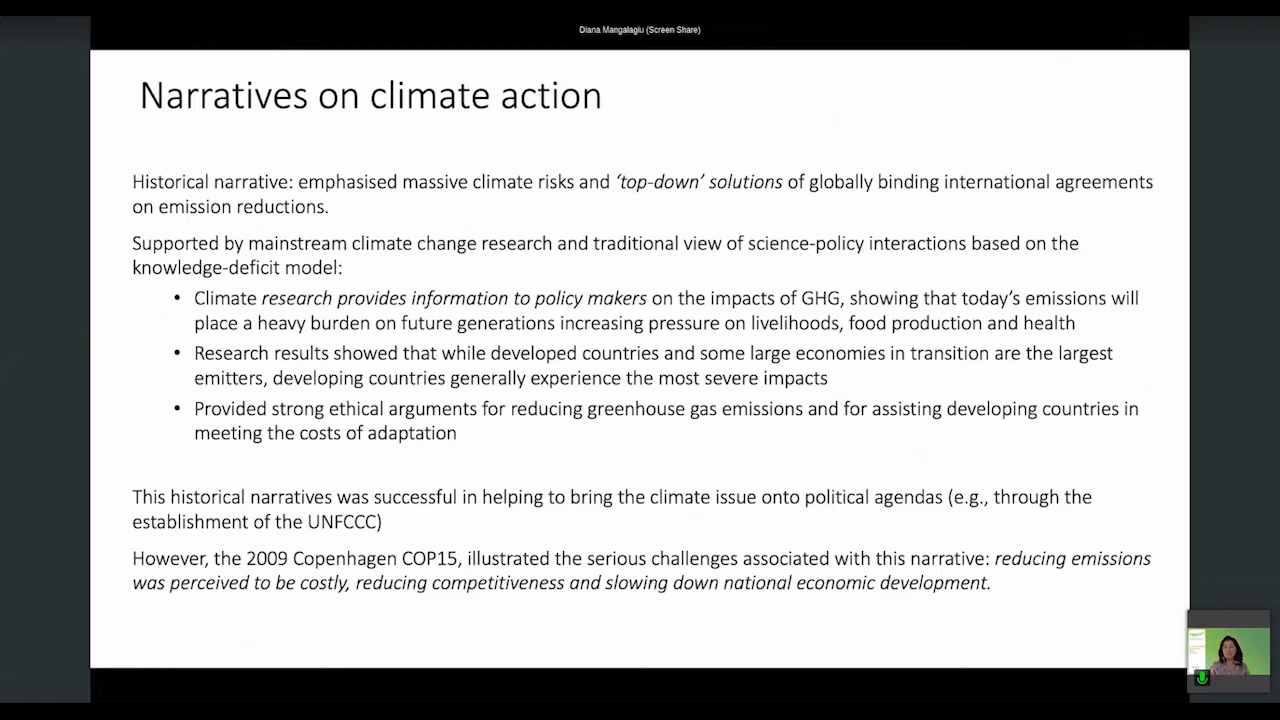 Diana Mangalagiu (Screen Share)
Narratives on climate action
Historical narrative: emphasised massive climate risks and ‘top-down’ solutions of globally binding international agreements
on emission reductions.
Supported by mainstream climate change research and traditional view of science-policy interactions based on the
knowledge-deficit model:
• Climate research provides information to policy makers on the impacts of GHG, showing that today’s emissions will
place a heavy burden on future generations increasing pressure on livelihoods, food production and health
• Research results showed that while developed countries and some large economies in transition are the largest
emitters, developing countries generally experience the most severe impacts
• Provided strong ethical arguments for reducing greenhouse gas emissions and for assisting developing countries in
meeting the costs of adaptation
This historical narratives was successful in helping to bring the climate issue onto political agendas (e.g., through the
establishment of the UNFCCC)
However, the 2009 Copenhagen COP15, illustrated the serious challenges associated with this narrative: reducing emissions
was perceived to be costly, reducing competitiveness and slowing down national economic development.